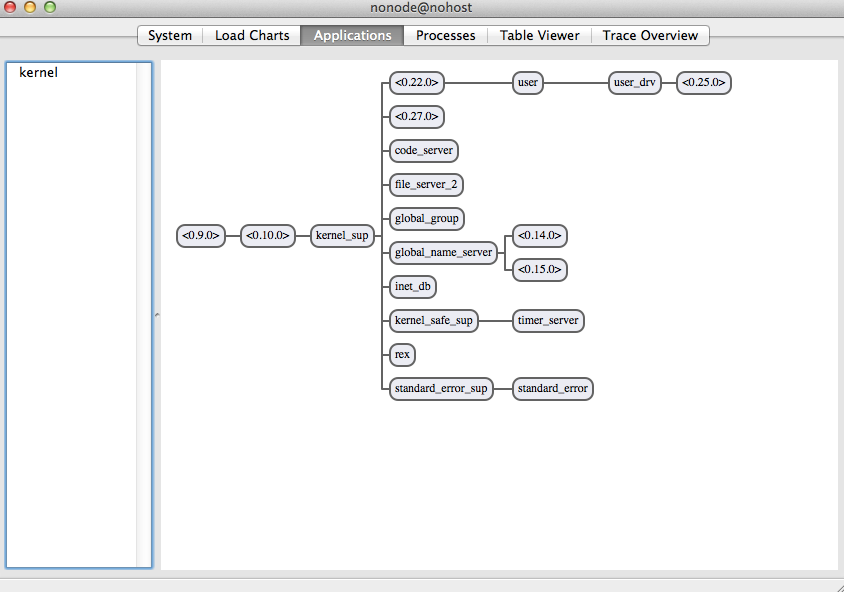 nonode@nohost
System Load Charts Applications Processes Table Viewer Trace Overview
kernel
<0.22.0> user user_drv <0.25.0>
<0.27.0>
code_server
file_server_2
global_group
<0.9.0> <0.10.0> kernel_sup <0.14.0>
global_name_server
<0.15.0>
inet_db
kernel_safe_sup timer_server
rex
standard_error_sup standard_error